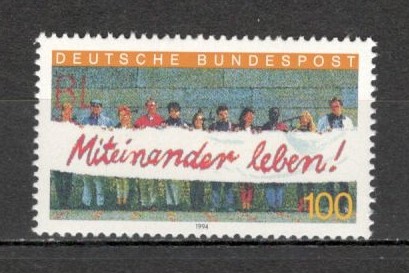 DEUTSCHE BUNDESPOST
Miteinander leben!
100
1994